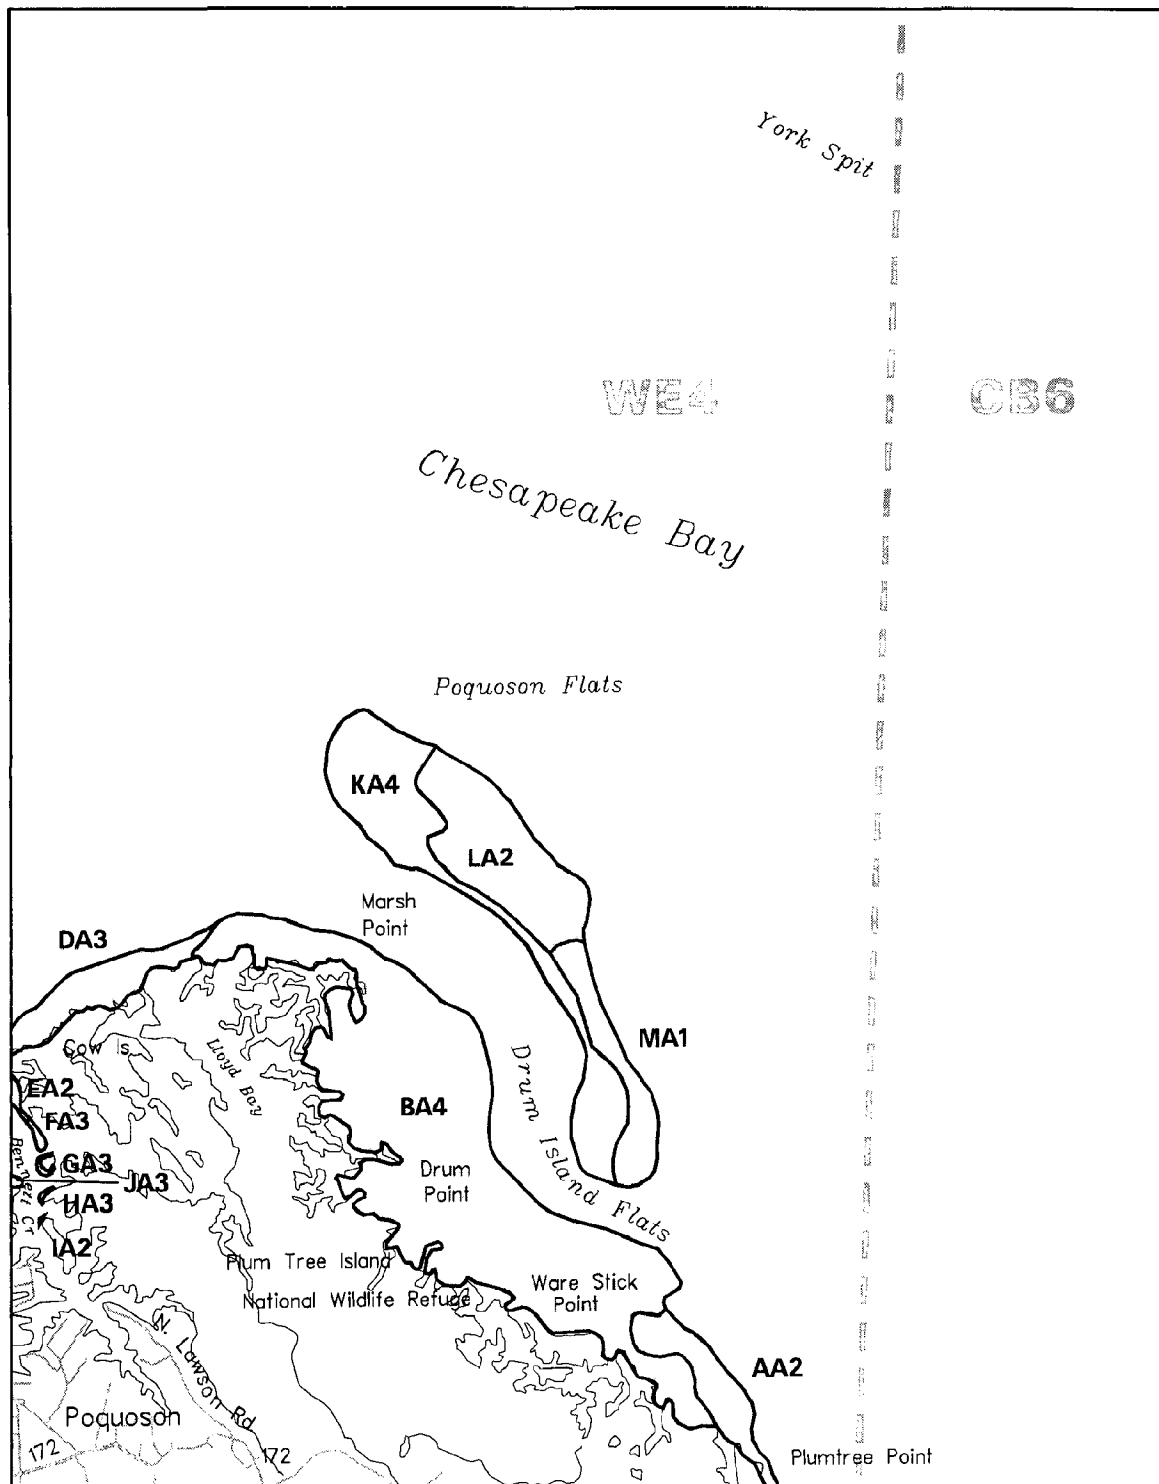 York Spit
WE4
CB6
Chesapeake Bay
Poquoson Flats
KA4
LA2
Marsh
Point
DA3
MA1
Cow Is
Lloyd Bay
EA2
BA4
FA3
Drum Island Flats
Bennett Cr
GA3
Drum
Point
JA3
HA3
IA2
Plum Tree Island
National Wildlife Refuge
Ware Stick
Point
N. Lawson Rd
AA2
Poquoson
172
172
Plumtree Point